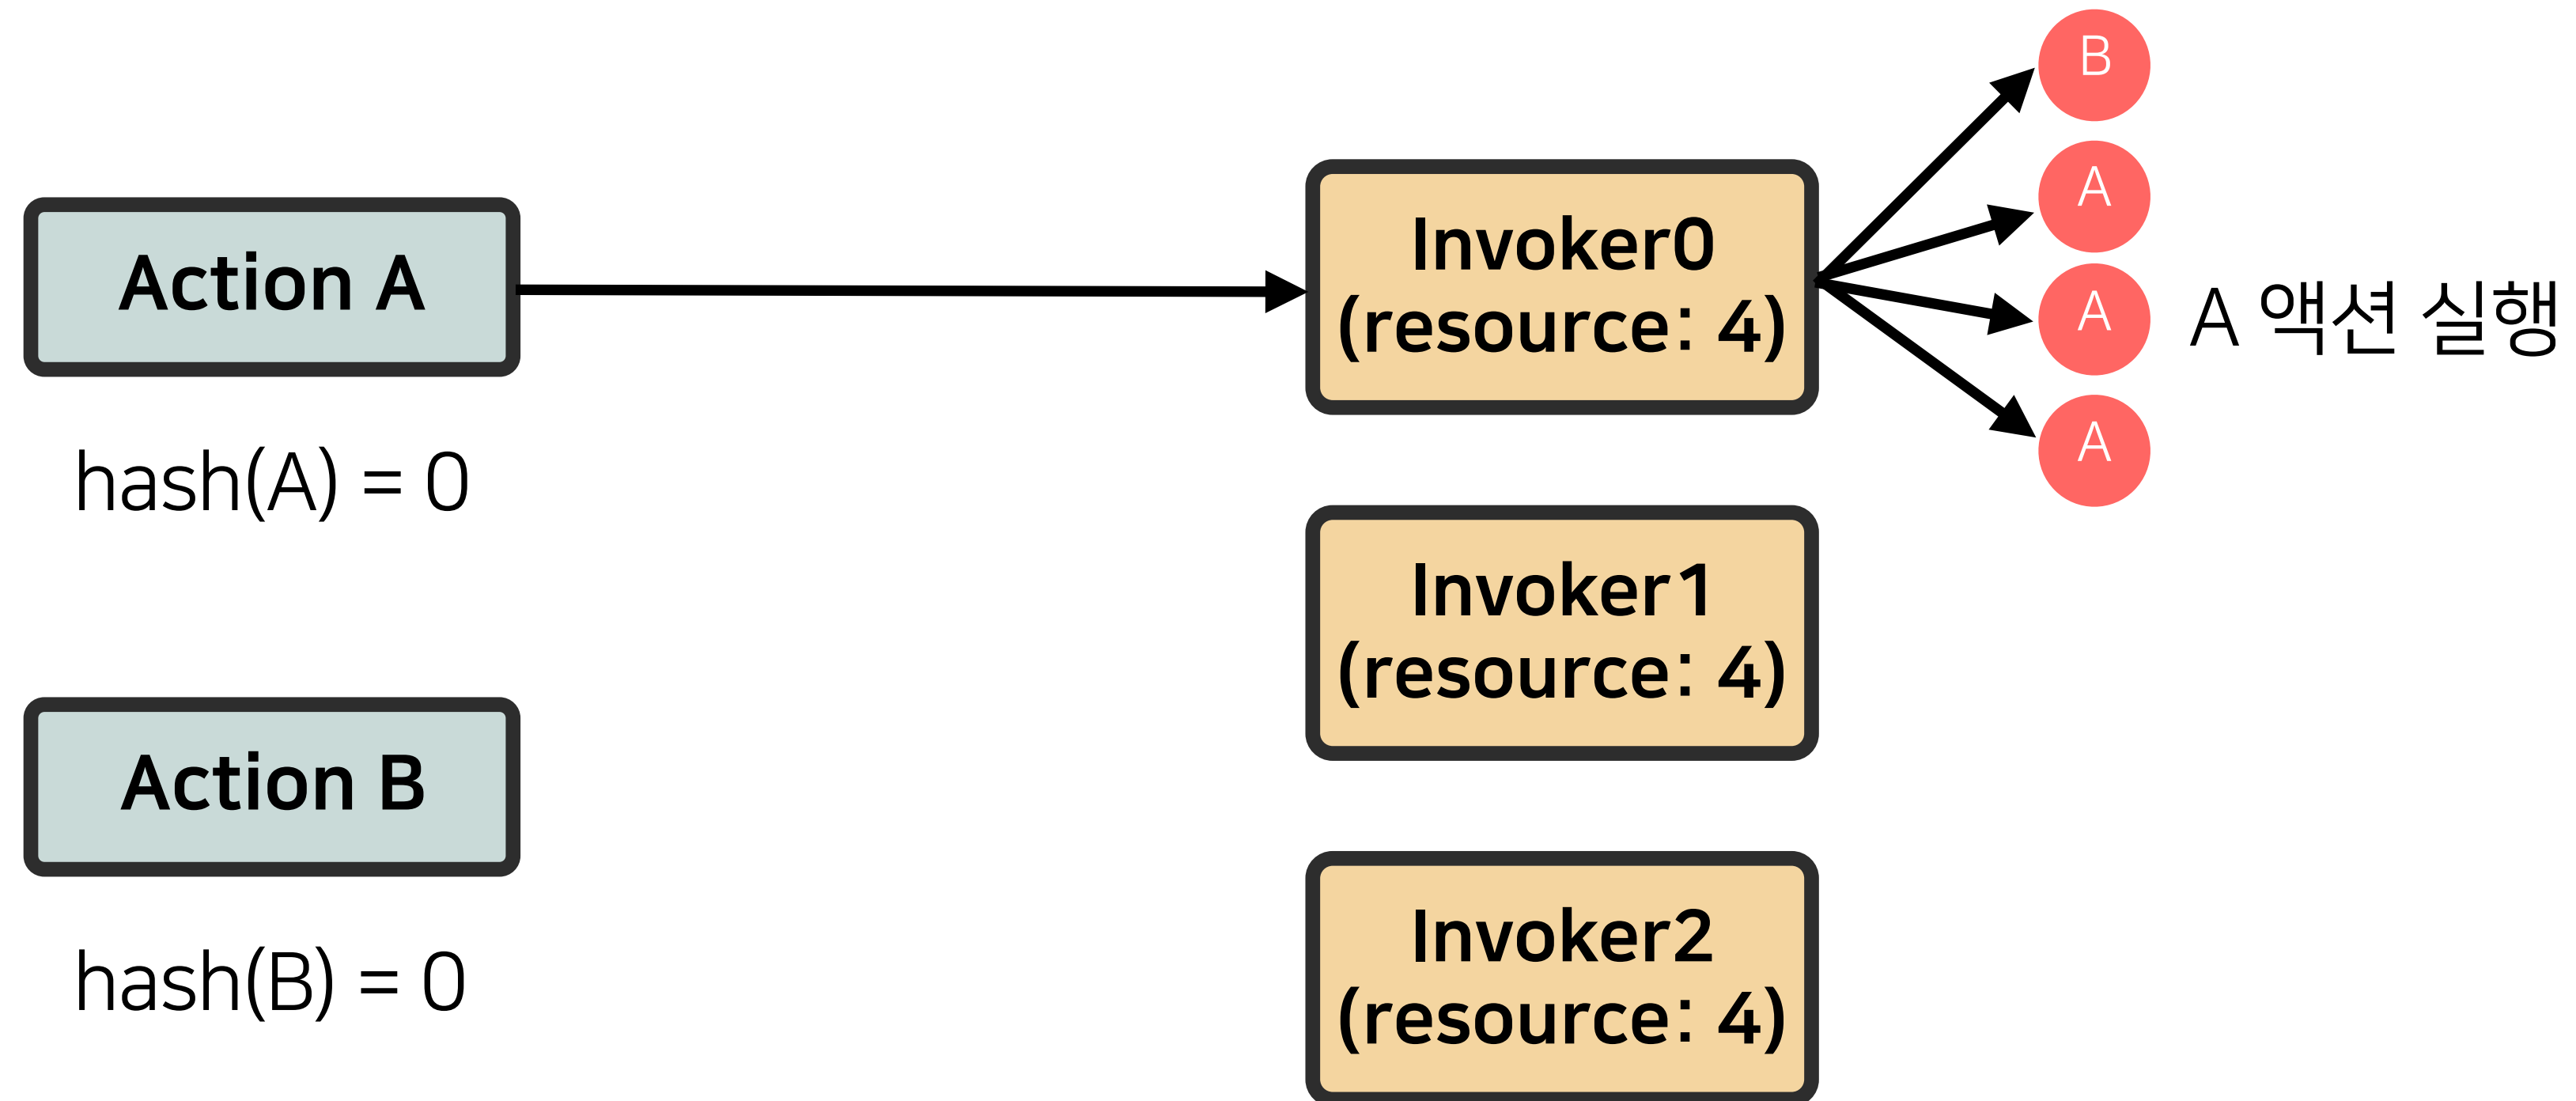 Action A
hash(A) = 0
Action B
hash(B) = 0
Invoker0
(resource: 4)
Invoker1
(resource: 4)
Invoker2
(resource: 4)
B
A
A
A
A 액션 실행